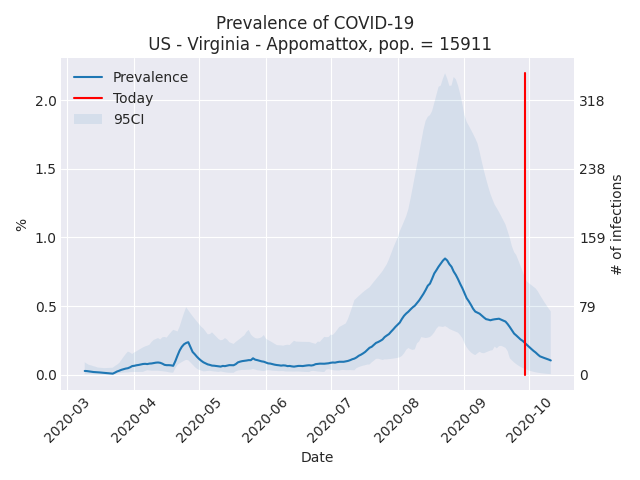 Prevalence of COVID-19
US - Virginia - Appomattox, pop. = 15911
Prevalence
Today
95CI
%
2.0
1.5
1.0
0.5
0.0
318
238
159
79
0
# of infections
2020-03
2020-04
2020-05
2020-06
2020-07
2020-08
2020-09
2020-10
Date